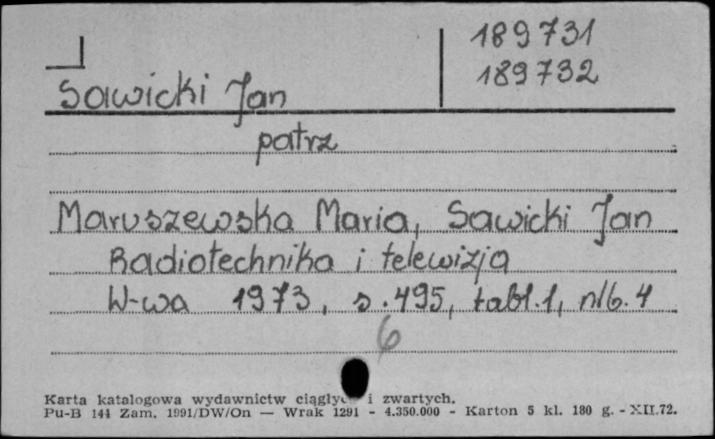 189731
189732
Sawicki Jan
patrz
Maruszewska Maria, Sawicki Jan
Radiotechnika i telewizja
W-wa 1973, s. 495, tabl. 1, nlb. 4
6
Karta katalogowa wydawnictw ciągły i zwartych.
Pu-B 144 Zam. 1991/DW/On — Wrak 1291 - 4.350.000 - Karton 5 kl. 180 g. - XII.72.